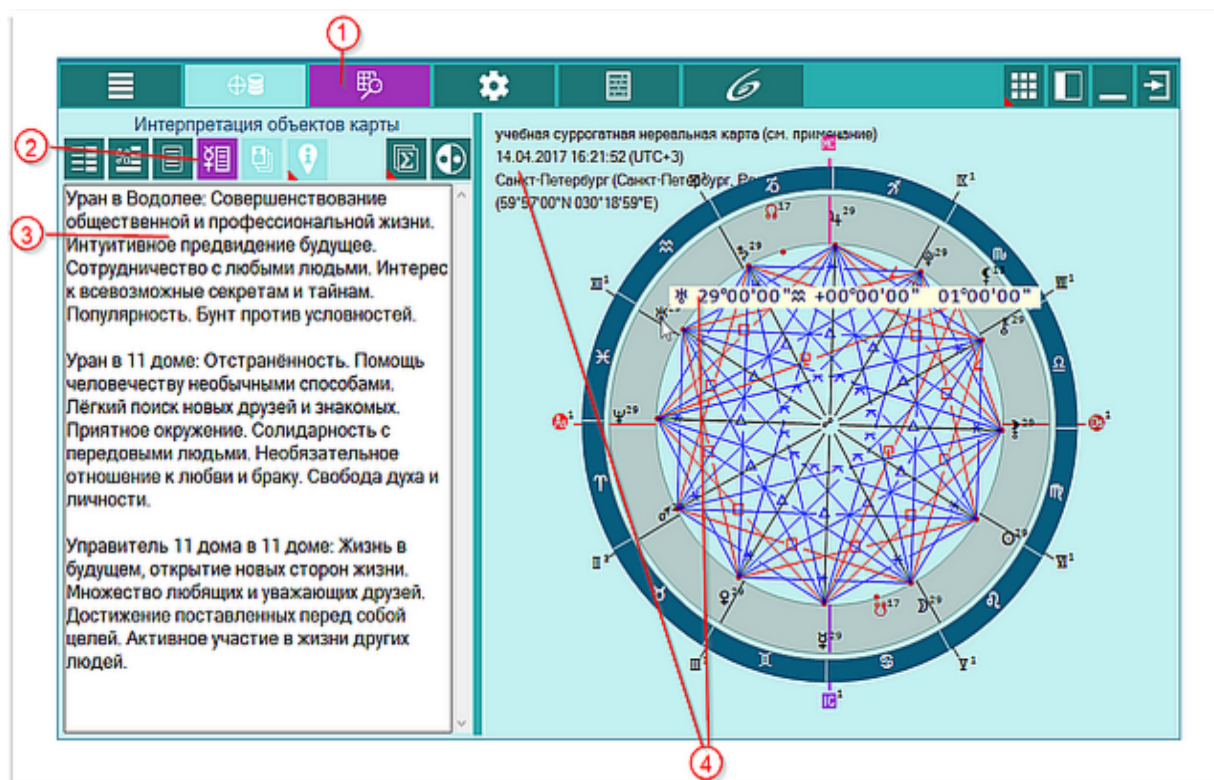 1
Интерпретация объектов карты
2
3
Уран в Водолее: Совершенствование
общественной и профессиональной жизни.
Интуитивное предвидение будущее.
Сотрудничество с любыми людьми. Интерес
к всевозможные секретам и тайнам.
Популярность. Бунт против условностей.
Уран в 11 доме: Отстранённость. Помощь
человечеству необычными способами.
Лёгкий поиск новых друзей и знакомых.
Приятное окружение. Солидарность с
передовыми людьми. Необязательное
отношение к любви и браку. Свобода духа и
личности.
Управитель 11 дома в 11 доме: Жизнь в
будущем, открытие новых сторон жизни.
Множество любящих и уважающих друзей.
Достижение поставленных перед собой
целей. Активное участие в жизни других
людей.
учебная суррогатная нереальная карта (см. примечание)
14.04.2017 16:21:52 (UTC+3)
Санкт-Петербург (Санкт-Петербург,
(59°57'00"N 030°18'59"E)
MC
♅ 29°00'00"♒ +00°00'00" 01°00'00"
As
Ds
IC
4